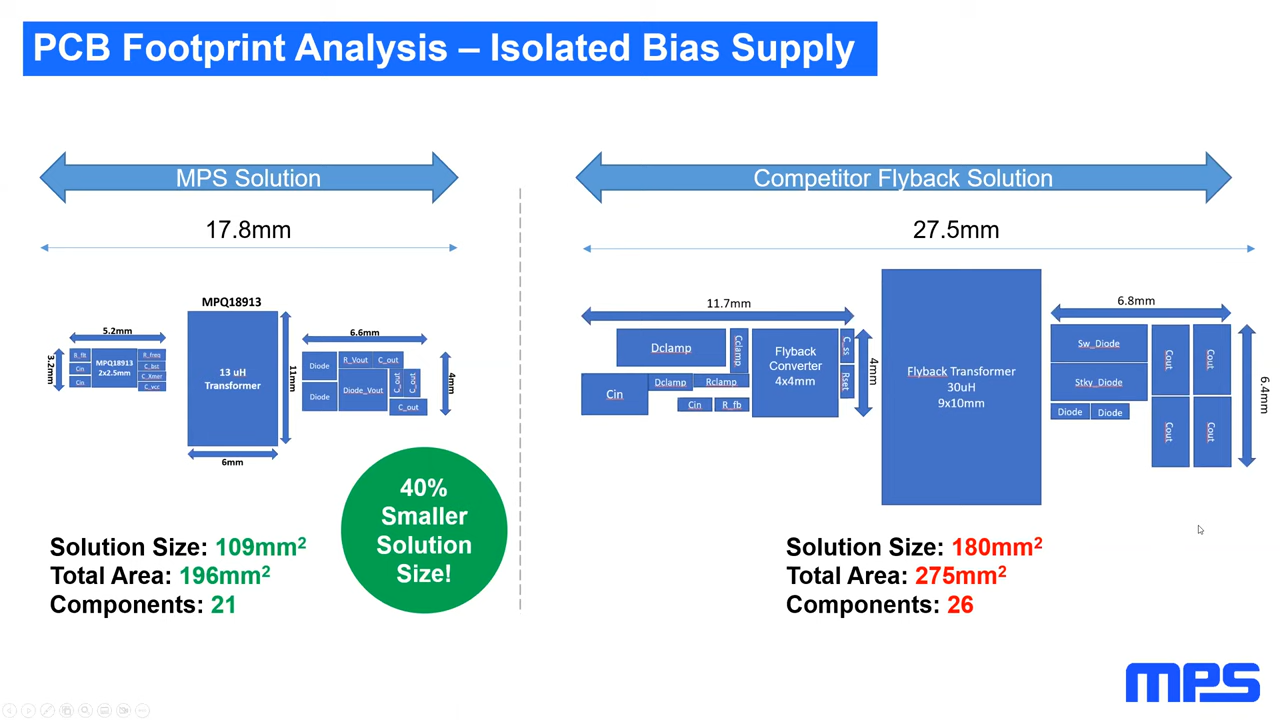 PCB Footprint Analysis – Isolated Bias Supply
MPS Solution
17.8mm
MPQ18913
5.2mm
3.2mm
R_flt
Cin
Cin
MPQ18913
2x2.5mm
R_freq
C_bst
C_Xmer
C_vcc
13 uH
Transformer
11mm
6mm
6.6mm
Diode
Diode
R_Vout
C_out
Diode_Vout
C_out
C_out
C_out
4mm
40%
Smaller
Solution
Size!
Solution Size: 109mm²
Total Area: 196mm²
Components: 21
Competitor Flyback Solution
27.5mm
11.7mm
Dclamp
Cclamp
Cin
Dclamp
Rclamp
Cin
R_fb
Flyback
Converter
4x4mm
C_ss
Rset
4mm
Flyback Transformer
30uH
9x10mm
6.8mm
Sw_Diode
Stky_Diode
Diode
Diode
Cout
Cout
Cout
Cout
6.4mm
Solution Size: 180mm²
Total Area: 275mm²
Components: 26
mPS